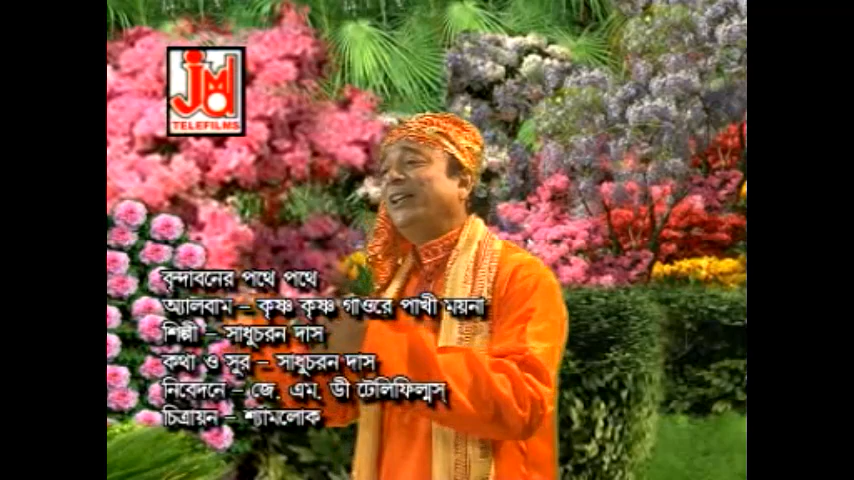 JMD
TELEFILMS
বৃন্দাবনের পথে পথে
অ্যালবাম – কৃষ্ণ কৃষ্ণ গাওরে পাখী ময়না
শিল্পী – সাধুচরন দাস
কথা ও সুর – সাধুচরন দাস
নিবেদনে – জে. এম. ডী টেলিফিল্মস্
চিত্রায়ন – শ্যামলোক